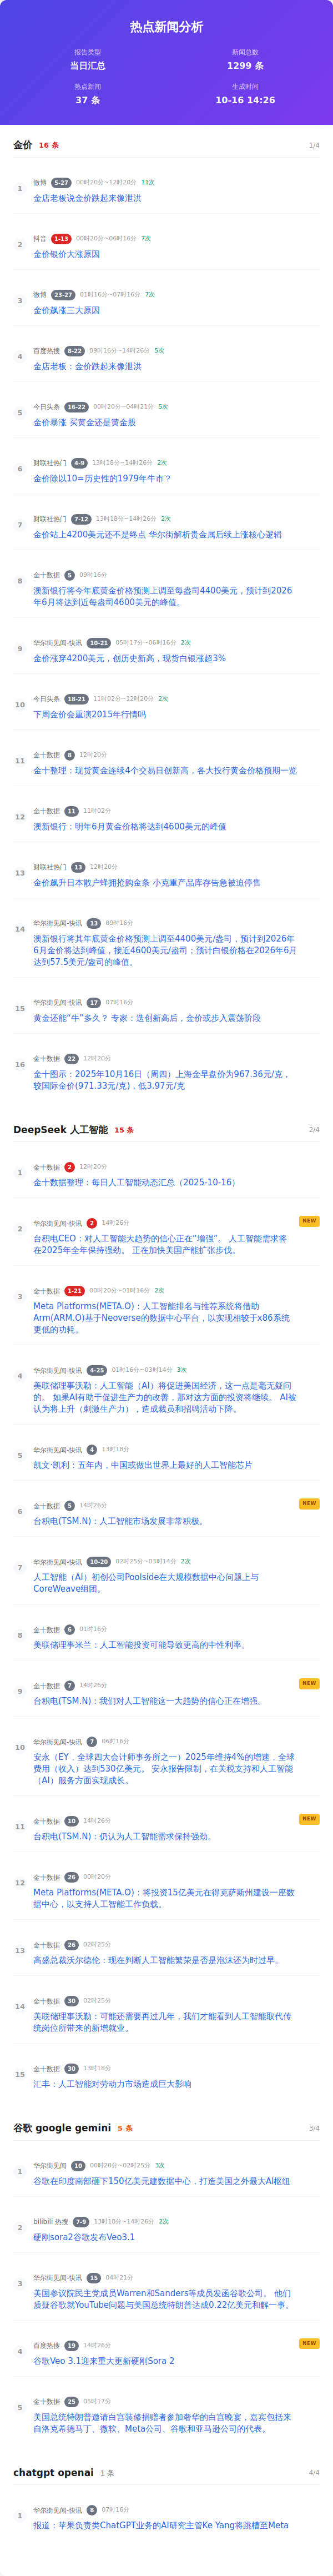 热点新闻分析
报告类型
当日汇总
新闻总数
1299 条
热点新闻
37 条
生成时间
10-16 14:26
金价 16 条 1/4
1
微博 5-27 00时20分~12时20分 11次
金店老板说金价跌起来像泄洪
2
抖音 1-13 00时20分~06时16分 7次
金价银价大涨原因
3
微博 23-27 01时16分~07时16分 7次
金价飙涨三大原因
4
百度热搜 8-22 09时16分~14时26分 5次
金店老板：金价跌起来像泄洪
5
今日头条 16-22 00时20分~04时21分 5次
金价暴涨 买黄金还是黄金股
6
财联社热门 4-9 13时18分~14时26分 2次
金价除以10=历史性的1979年牛市？
7
财联社热门 7-12 13时18分~14时26分 2次
金价站上4200美元还不是终点 华尔街解析贵金属后续上涨核心逻辑
8
金十数据 5 09时16分
澳新银行将今年底黄金价格预测上调至每盎司4400美元，预计到2026
年6月将达到近每盎司4600美元的峰值。
9
华尔街见闻-快讯 10-21 05时17分~06时16分 2次
金价涨穿4200美元，创历史新高，现货白银涨超3%
10
今日头条 18-21 11时02分~12时20分 2次
下周金价会重演2015年行情吗
11
金十数据 8 12时20分
金十整理：现货黄金连续4个交易日创新高，各大投行黄金价格预期一览
12
金十数据 11 11时02分
澳新银行：明年6月黄金价格将达到4600美元的峰值
13
财联社热门 13 12时20分
金价飙升日本散户蜂拥抢购金条 小克重产品库存告急被迫停售
14
华尔街见闻-快讯 13 09时16分
澳新银行将其年底黄金价格预测上调至4400美元/盎司，预计到2026年
6月金价将达到峰值，接近4600美元/盎司；预计白银价格在2026年6月
达到57.5美元/盎司的峰值。
15
华尔街见闻-快讯 17 07时16分
黄金还能“牛”多久？ 专家：迭创新高后，金价或步入震荡阶段
16
金十数据 22 12时20分
金十图示：2025年10月16日（周四）上海金早盘价为967.36元/克，
较国际金价(971.33元/克)，低3.97元/克
DeepSeek 人工智能 15 条 2/4
1
金十数据 2 12时20分
金十数据整理：每日人工智能动态汇总（2025-10-16）
2
华尔街见闻-快讯 2 14时26分 NEW
台积电CEO：对人工智能大趋势的信心正在“增强”。 人工智能需求将
在2025年全年保持强劲。 正在加快美国产能扩张步伐。
3
金十数据 1-21 00时20分~01时16分 2次
Meta Platforms(META.O)：人工智能排名与推荐系统将借助
Arm(ARM.O)基于Neoverse的数据中心平台，以实现相较于x86系统
更低的功耗。
4
华尔街见闻-快讯 4-25 01时16分~03时14分 3次
美联储理事沃勒：人工智能（AI）将促进美国经济，这一点是毫无疑问
的。 如果AI有助于促进生产力的改善，那对这方面的投资将继续。 AI被
认为将上升（刺激生产力），造成裁员和招聘活动下降。
5
华尔街见闻-快讯 4 13时18分
凯文·凯利：五年内，中国或做出世界上最好的人工智能芯片
6
金十数据 5 14时26分 NEW
台积电(TSM.N)：人工智能市场发展非常积极。
7
华尔街见闻-快讯 10-20 02时25分~03时14分 2次
人工智能（AI）初创公司Poolside在大规模数据中心问题上与
CoreWeave组团。
8
金十数据 6 01时16分
美联储理事米兰：人工智能投资可能导致更高的中性利率。
9
金十数据 7 14时26分 NEW
台积电(TSM.N)：我们对人工智能这一大趋势的信心正在增强。
10
华尔街见闻-快讯 7 06时16分
安永（EY，全球四大会计师事务所之一）2025年维持4%的增速，全球
费用（收入）达到530亿美元。 安永报告限制，在关税支持和人工智能
（AI）服务方面实现成长。
11
金十数据 10 14时26分 NEW
台积电(TSM.N)：仍认为人工智能需求保持强劲。
12
金十数据 26 00时20分
Meta Platforms(META.O)：将投资15亿美元在得克萨斯州建设一座数
据中心，以支持人工智能工作负载。
13
金十数据 26 02时25分
高盛总裁沃尔德伦：现在判断人工智能繁荣是否是泡沫还为时过早。
14
金十数据 30 02时25分
美联储理事沃勒：可能还需要再过几年，我们才能看到人工智能取代传
统岗位所带来的新增就业。
15
金十数据 30 13时18分
汇丰：人工智能对劳动力市场造成巨大影响
谷歌 google gemini 5 条 3/4
1
华尔街见闻 10 00时20分~02时25分 3次
谷歌在印度南部砸下150亿美元建数据中心，打造美国之外最大AI枢纽
2
bilibili 热搜 7-9 13时18分~14时26分 2次
硬刚sora2谷歌发布Veo3.1
3
华尔街见闻-快讯 15 04时21分
美国参议院民主党成员Warren和Sanders等成员发函谷歌公司。 他们
质疑谷歌就YouTube问题与美国总统特朗普达成0.22亿美元和解一事。
4
百度热搜 19 14时26分 NEW
谷歌Veo 3.1迎来重大更新硬刚Sora 2
5
金十数据 25 05时17分
美国总统特朗普邀请白宫装修捐赠者参加奢华的白宫晚宴，嘉宾包括来
自洛克希德马丁、微软、Meta公司、谷歌和亚马逊公司的代表。
chatgpt openai 1 条 4/4
1
华尔街见闻-快讯 8 07时16分
报道：苹果负责类ChatGPT业务的AI研究主管Ke Yang将跳槽至Meta